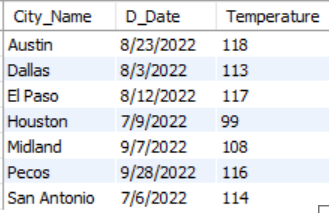 City_Name D_Date Temperature
Austin 8/23/2022 118
Dallas 8/3/2022 113
El Paso 8/12/2022 117
Houston 7/9/2022 99
Midland 9/7/2022 108
Pecos 9/28/2022 116
San Antonio 7/6/2022 114